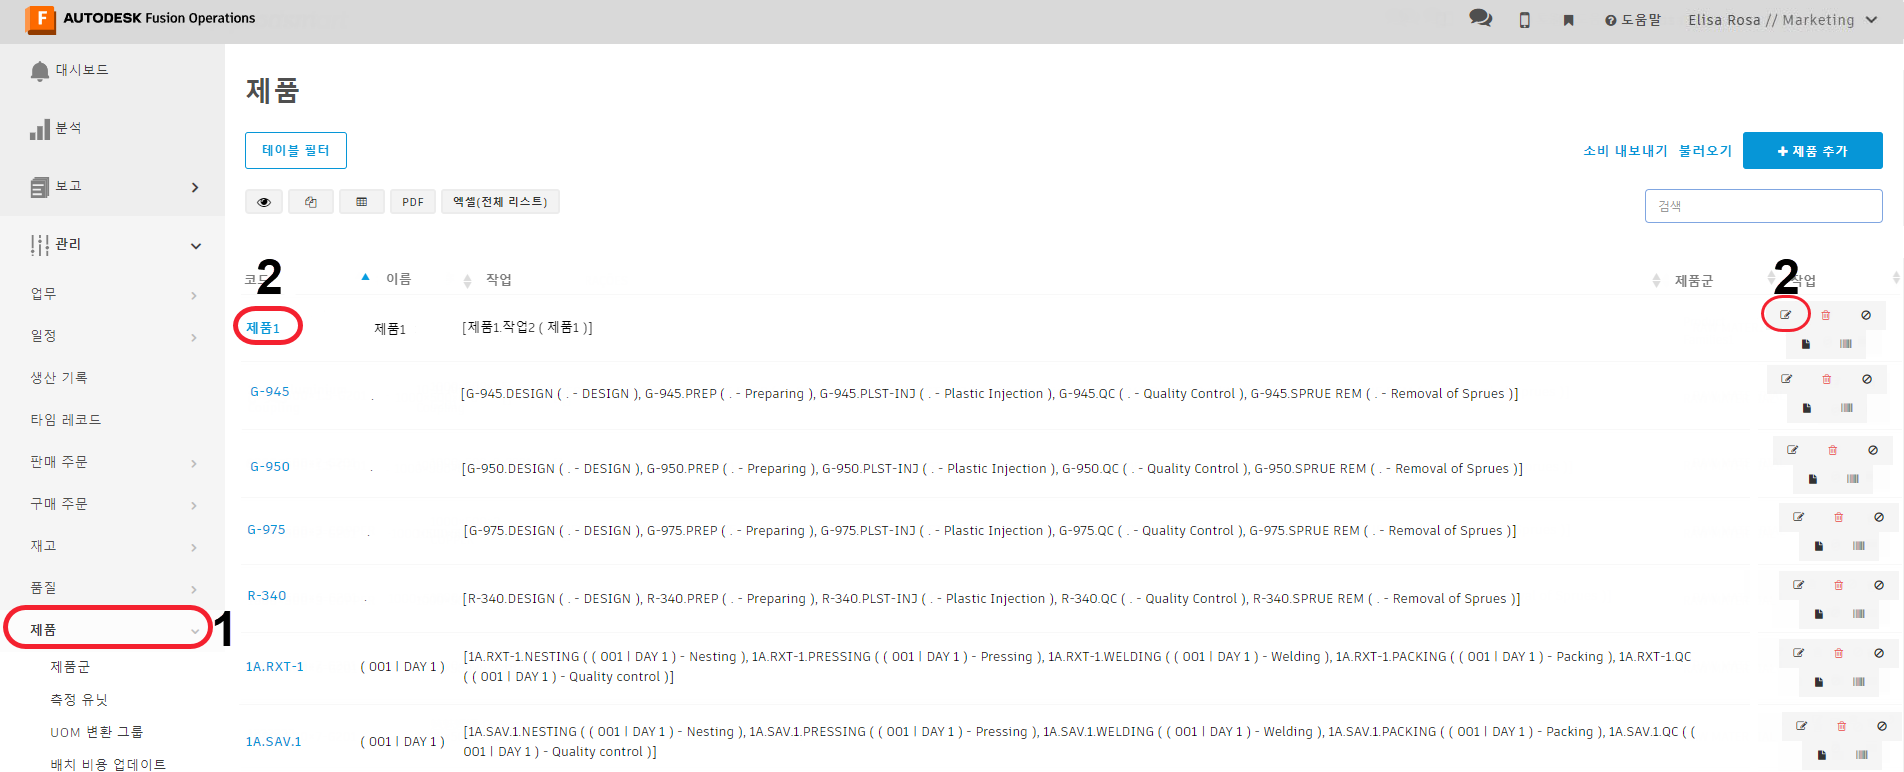 AUTODESK Fusion Operations
도움말
Elisa Rosa // Marketing
대시보드
분석
보고
관리
업무
일정
생산 기록
타임 레코드
판매 주문
구매 주문
재고
품질
제품
1
제품군
측정 유닛
UOM 변환 그룹
배치 비용 업데이트
제품
테이블 필터
소비 내보내기 불러오기 + 제품 추가
PDF 엑셀(전체 리스트)
검색
2 이름 작업 제품군 2 작업
제품1 제품1 [제품1.작업2 ( 제품1 )]
G-945 . [G-945.DESIGN ( . - DESIGN ), G-945.PREP ( . - Preparing ), G-945.PLST-INJ ( . - Plastic Injection ), G-945.QC ( . - Quality Control ), G-945.SPRUE REM ( . - Removal of Sprues )]
G-950 . [G-950.DESIGN ( . - DESIGN ), G-950.PREP ( . - Preparing ), G-950.PLST-INJ ( . - Plastic Injection ), G-950.QC ( . - Quality Control ), G-950.SPRUE REM ( . - Removal of Sprues )]
G-975 . [G-975.DESIGN ( . - DESIGN ), G-975.PREP ( . - Preparing ), G-975.PLST-INJ ( . - Plastic Injection ), G-975.QC ( . - Quality Control ), G-975.SPRUE REM ( . - Removal of Sprues )]
R-340 . [R-340.DESIGN ( . - DESIGN ), R-340.PREP ( . - Preparing ), R-340.PLST-INJ ( . - Plastic Injection ), R-340.QC ( . - Quality Control ), R-340.SPRUE REM ( . - Removal of Sprues )]
1A.RXT-1 ( 001 | DAY 1 ) [1A.RXT-1.NESTING ( ( 001 | DAY 1 ) - Nesting ), 1A.RXT-1.PRESSING ( ( 001 | DAY 1 ) - Pressing ), 1A.RXT-1.WELDING ( ( 001 | DAY 1 ) - Welding ), 1A.RXT-1.PACKING ( ( 001 | DAY 1 ) - Packing ), 1A.RXT-1.QC
( ( 001 | DAY 1 ) - Quality control )]
1A.SAV.1 ( 001 | DAY 1 ) [1A.SAV.1.NESTING ( ( 001 | DAY 1 ) - Nesting ), 1A.SAV.1.PRESSING ( ( 001 | DAY 1 ) - Pressing ), 1A.SAV.1.WELDING ( ( 001 | DAY 1 ) - Welding ), 1A.SAV.1.PACKING ( ( 001 | DAY 1 ) - Packing ), 1A.SAV.1.QC ( (
001 | DAY 1 ) - Quality control )]